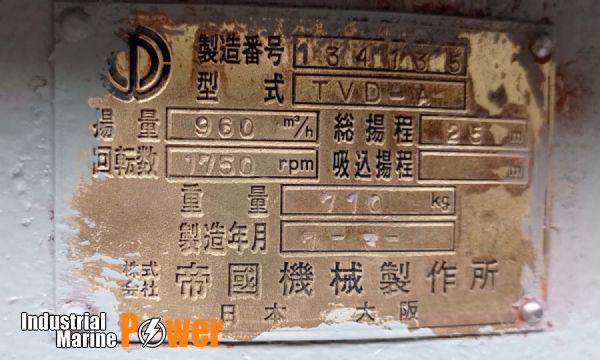 製造番号 134135
型式 TVD-A
揚量 960 m³/h 総揚程 25 m
回転数 1750 rpm 吸込揚程 m
重量 710 kg
製造年月
株式会社 帝國機械製作所
日本 大阪
Industrial Marine Power